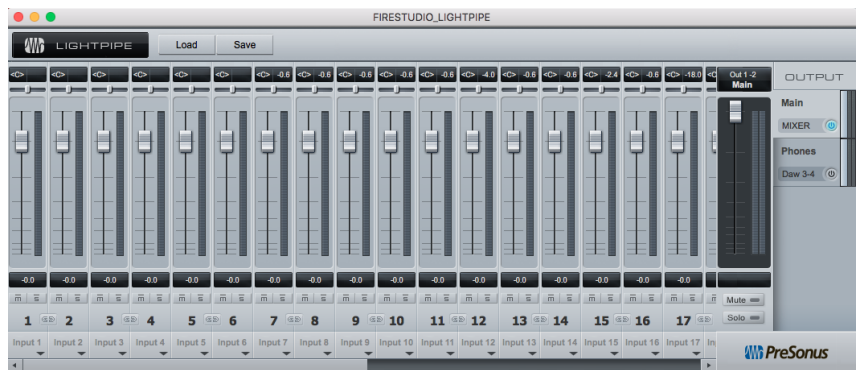 FIRESTUDIO_LIGHTPIPE
LIGHTPIPE Load Save
<C> <C> <C> <C> <C> <C> <C> -0.6 <C> -0.6 <C> -0.6 <C> -0.6 <C> -0.6 <C> -4.0 <C> -0.6 <C> -0.6 <C> -2.4 <C> -0.6 <C> -18.0 <C Out 1 -2 OUTPUT
Main
Main
MIXER
Phones
Daw 3-4
-0.0 -0.0 -0.0 -0.0 -0.0 -0.0 -0.0 -0.0 -0.0 -0.0 -0.0 -0.0 -0.0 -0.0 -0.0 -0.0 -0.0
m s m s m s m s m s m s m s m s m s m s m s m s m s m s m s m s m s Mute
1 2 3 4 5 6 7 8 9 10 11 12 13 14 15 16 17 Solo
Input 1 Input 2 Input 3 Input 4 Input 5 Input 6 Input 7 Input 8 Input 9 Input 10 Input 11 Input 12 Input 13 Input 14 Input 15 Input 16 Input 17 In
PreSonus